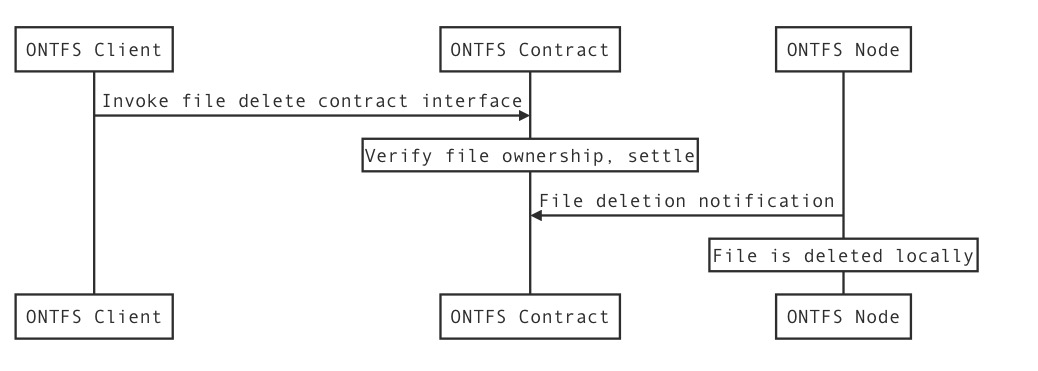 ONTFS Client
ONTFS Contract
ONTFS Node
Invoke file delete contract interface
Verify file ownership, settle
File deletion notification
File is deleted locally
ONTFS Client
ONTFS Contract
ONTFS Node